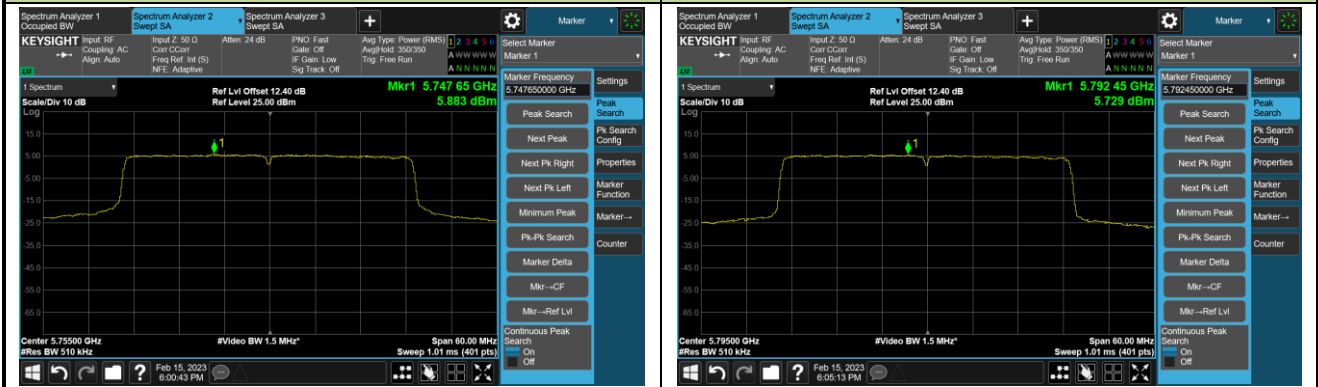 Spectrum Analyzer 1
Occupied BW
Spectrum Analyzer 2
Swept SA
Spectrum Analyzer 3
Swept SA
+
Marker
KEYSIGHT
Input: RF
Coupling: AC
Align: Auto
Input Z: 50 Ω
Corr CCorr
Freq Ref: Int (S)
NFE: Adaptive
Atten: 24 dB
PNO: Fast
Gate: Off
IF Gain: Low
Sig Track: Off
Avg Type: Power (RMS)
Avg|Hold: 350/350
Trig: Free Run
1 2 3 4 5 6
A W W W W W
A N N N N N
Select Marker
Marker 1
1 Spectrum
Scale/Div 10 dB
Log
Ref Lvl Offset 12.40 dB
Ref Level 25.00 dBm
Mkr1 5.747 65 GHz
5.883 dBm
Marker Frequency
5.747650000 GHz
Settings
Peak Search
Peak
Search
Next Peak
Pk Search
Config
Next Pk Right
Properties
Next Pk Left
Marker
Function
Minimum Peak
Marker→
Pk-Pk Search
Counter
Marker Delta
Mkr→CF
Mkr→Ref Lvl
Continuous Peak
Search
On
Off
1
15.0
5.00
-5.00
-15.0
-25.0
-35.0
-45.0
-55.0
-65.0
Center 5.75500 GHz
#Res BW 510 kHz
#Video BW 1.5 MHz*
Span 60.00 MHz
Sweep 1.01 ms (401 pts)
?
Feb 15, 2023
6:00:43 PM
Spectrum Analyzer 1
Occupied BW
Spectrum Analyzer 2
Swept SA
Spectrum Analyzer 3
Swept SA
+
Marker
KEYSIGHT
Input: RF
Coupling: AC
Align: Auto
Input Z: 50 Ω
Corr CCorr
Freq Ref: Int (S)
NFE: Adaptive
Atten: 24 dB
PNO: Fast
Gate: Off
IF Gain: Low
Sig Track: Off
Avg Type: Power (RMS)
Avg|Hold: 350/350
Trig: Free Run
1 2 3 4 5 6
A W W W W W
A N N N N N
Select Marker
Marker 1
1 Spectrum
Scale/Div 10 dB
Log
Ref Lvl Offset 12.40 dB
Ref Level 25.00 dBm
Mkr1 5.792 45 GHz
5.729 dBm
Marker Frequency
5.792450000 GHz
Settings
Peak Search
Peak
Search
Next Peak
Pk Search
Config
Next Pk Right
Properties
Next Pk Left
Marker
Function
Minimum Peak
Marker→
Pk-Pk Search
Counter
Marker Delta
Mkr→CF
Mkr→Ref Lvl
Continuous Peak
Search
On
Off
1
15.0
5.00
-5.00
-15.0
-25.0
-35.0
-45.0
-55.0
-65.0
Center 5.79500 GHz
#Res BW 510 kHz
#Video BW 1.5 MHz*
Span 60.00 MHz
Sweep 1.01 ms (401 pts)
?
Feb 15, 2023
6:05:13 PM